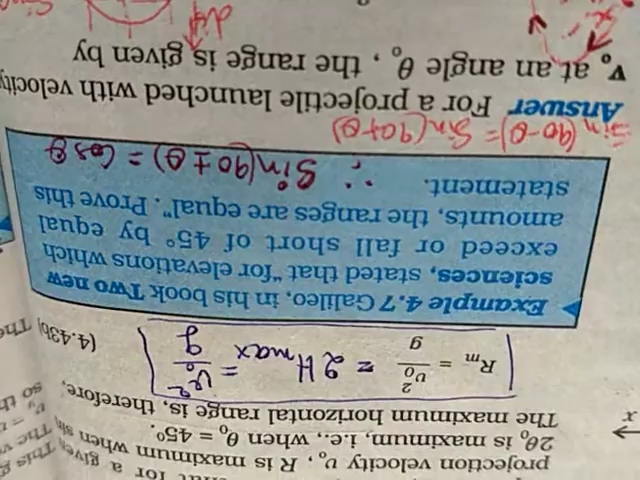 projection velocity v₀, R is maximum when sin
2θ₀ is maximum, i.e., when θ₀ = 45°.
The maximum horizontal range is, therefore,
R_m = v₀²/g = 2 H max = v₀²/g (4.43b)
Example 4.7 Galileo, in his book Two new
sciences, stated that "for elevations which
exceed or fall short of 45° by equal
amounts, the ranges are equal". Prove this
statement. ∵ Sin(90 ± θ) = Cos θ
Sin(90-θ) = Sin(90+θ)
Answer For a projectile launched with velocity
v₀ at an angle θ₀, the range is given by